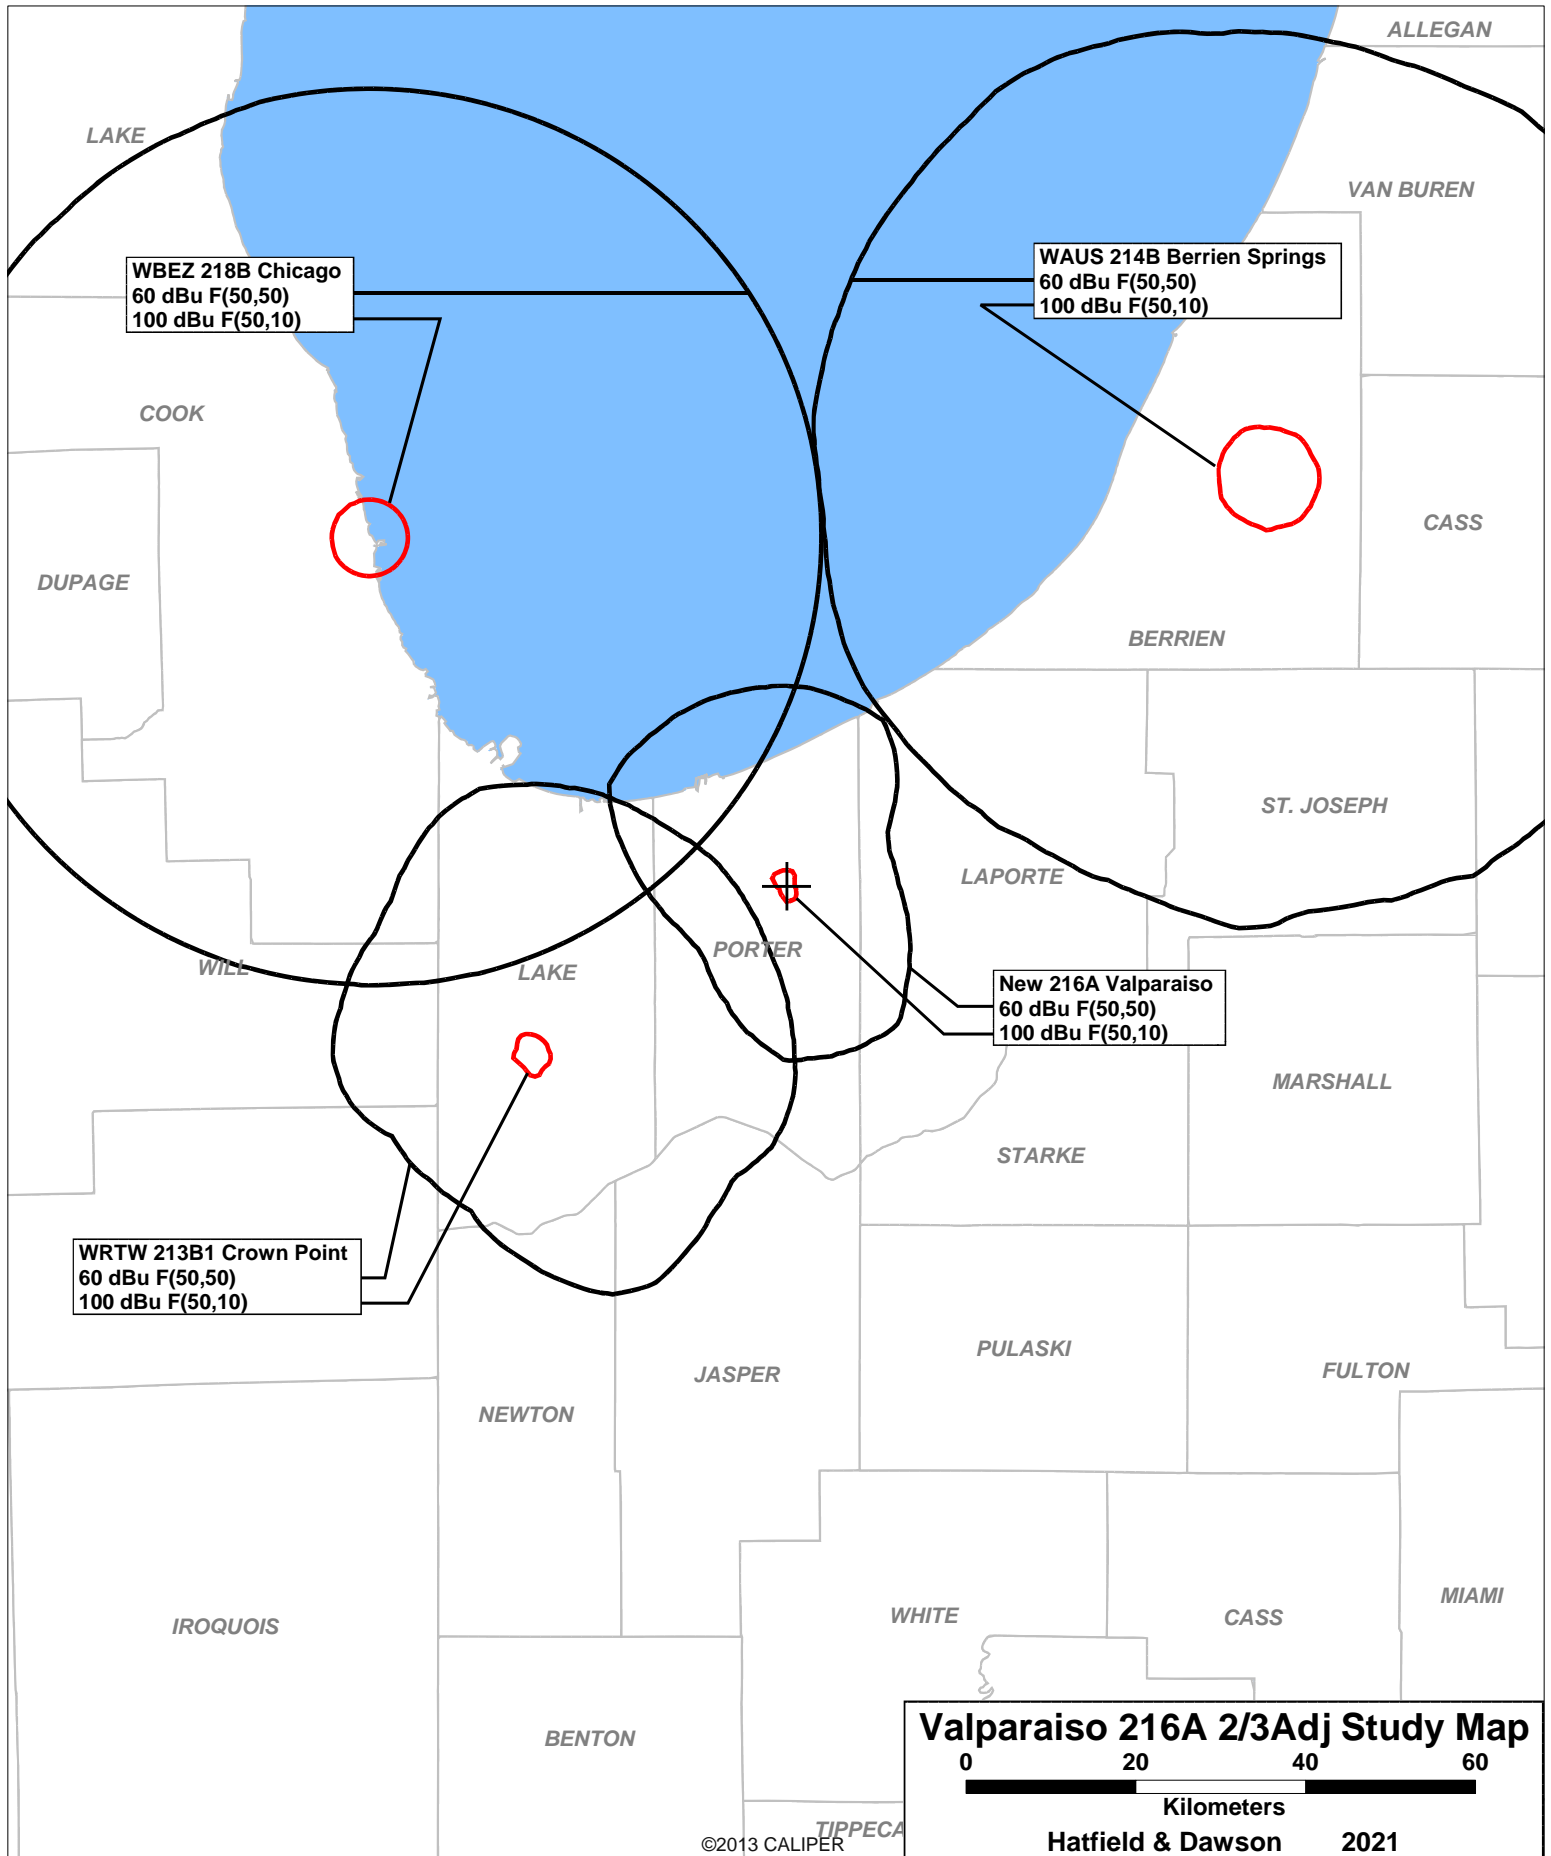 ALLEGAN
LAKE
VAN BUREN
WBEZ 218B Chicago
60 dBu F(50,50)
100 dBu F(50,10)
WAUS 214B Berrien Springs
60 dBu F(50,50)
100 dBu F(50,10)
COOK
CASS
DUPAGE
BERRIEN
ST. JOSEPH
LAPORTE
PORTER
WILL
LAKE
New 216A Valparaiso
60 dBu F(50,50)
100 dBu F(50,10)
MARSHALL
STARKE
WRTW 213B1 Crown Point
60 dBu F(50,50)
100 dBu F(50,10)
PULASKI
JASPER
FULTON
NEWTON
MIAMI
WHITE
CASS
IROQUOIS
BENTON
Valparaiso 216A 2/3Adj Study Map
0 20 40 60
Kilometers
Hatfield & Dawson 2021
TIPPECA
©2013 CALIPER